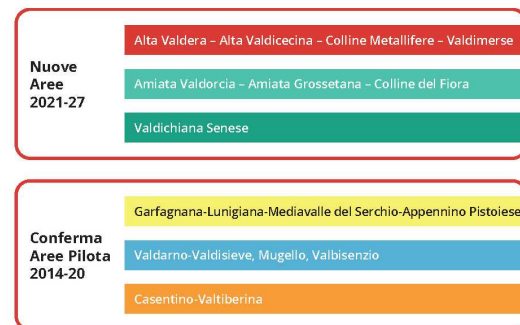 Nuove
Aree
2021-27
Alta Valdera – Alta Valdicecina – Colline Metallifere – Valdimerse
Amiata Valdorcia – Amiata Grossetana – Colline del Fiora
Valdichiana Senese
Conferma
Aree Pilota
2014-20
Garfagnana-Lunigiana-Mediavalle del Serchio-Appennino Pistoiese
Valdarno-Valdisieve, Mugello, Valbisenzio
Casentino-Valtiberina